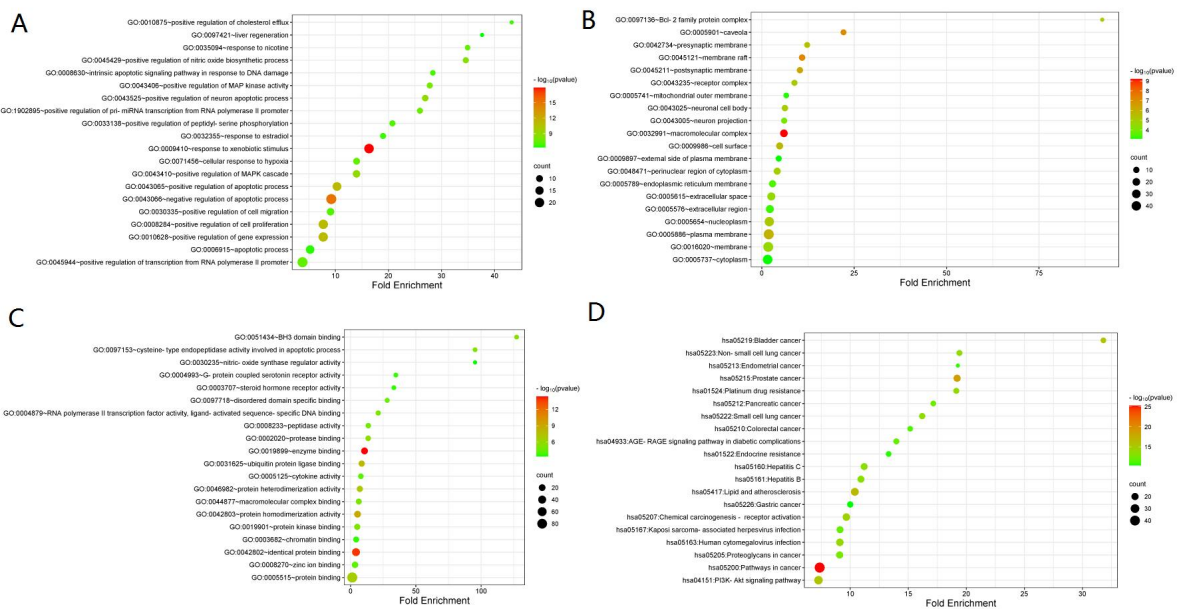 A
GO:0010875~positive regulation of cholesterol efflux
GO:0097421~liver regeneration
GO:0035094~response to nicotine
GO:0045429~positive regulation of nitric oxide biosynthetic process
GO:0008630~intrinsic apoptotic signaling pathway in response to DNA damage
GO:0043406~positive regulation of MAP kinase activity
GO:0043525~positive regulation of neuron apoptotic process
GO:1902895~positive regulation of pri- miRNA transcription from RNA polymerase II promoter
GO:0033138~positive regulation of peptidyl- serine phosphorylation
GO:0032355~response to estradiol
GO:0009410~response to xenobiotic stimulus
GO:0071456~cellular response to hypoxia
GO:0043410~positive regulation of MAPK cascade
GO:0043065~positive regulation of apoptotic process
GO:0043066~negative regulation of apoptotic process
GO:0030335~positive regulation of cell migration
GO:0008284~positive regulation of cell proliferation
GO:0010628~positive regulation of gene expression
GO:0006915~apoptotic process
GO:0045944~positive regulation of transcription from RNA polymerase II promoter
10 20 30 40
Fold Enrichment
- log10(pvalue)
15
12
9
count
10
15
20
B
GO:0097136~Bcl- 2 family protein complex
GO:0005901~caveola
GO:0042734~presynaptic membrane
GO:0045121~membrane raft
GO:0045211~postsynaptic membrane
GO:0043235~receptor complex
GO:0005741~mitochondrial outer membrane
GO:0043025~neuronal cell body
GO:0043005~neuron projection
GO:0032991~macromolecular complex
GO:0009986~cell surface
GO:0009897~external side of plasma membrane
GO:0048471~perinuclear region of cytoplasm
GO:0005789~endoplasmic reticulum membrane
GO:0005615~extracellular space
GO:0005576~extracellular region
GO:0005654~nucleoplasm
GO:0005886~plasma membrane
GO:0016020~membrane
GO:0005737~cytoplasm
0 25 50 75
Fold Enrichment
- log10(pvalue)
9
8
7
6
5
4
count
10
20
30
40
C
GO:0051434~BH3 domain binding
GO:0097153~cysteine- type endopeptidase activity involved in apoptotic process
GO:0030235~nitric- oxide synthase regulator activity
GO:0004993~G- protein coupled serotonin receptor activity
GO:0003707~steroid hormone receptor activity
GO:0097718~disordered domain specific binding
GO:0004879~RNA polymerase II transcription factor activity, ligand- activated sequence- specific DNA binding
GO:0008233~peptidase activity
GO:0002020~protease binding
GO:0019899~enzyme binding
GO:0031625~ubiquitin protein ligase binding
GO:0005125~cytokine activity
GO:0046982~protein heterodimerization activity
GO:0044877~macromolecular complex binding
GO:0042803~protein homodimerization activity
GO:0019901~protein kinase binding
GO:0003682~chromatin binding
GO:0042802~identical protein binding
GO:0008270~zinc ion binding
GO:0005515~protein binding
0 50 100
Fold Enrichment
- log10(pvalue)
12
9
6
count
20
40
60
80
D
hsa05219:Bladder cancer
hsa05223:Non- small cell lung cancer
hsa05213:Endometrial cancer
hsa05215:Prostate cancer
hsa01524:Platinum drug resistance
hsa05212:Pancreatic cancer
hsa05222:Small cell lung cancer
hsa05210:Colorectal cancer
hsa04933:AGE- RAGE signaling pathway in diabetic complications
hsa01522:Endocrine resistance
hsa05160:Hepatitis C
hsa05161:Hepatitis B
hsa05417:Lipid and atherosclerosis
hsa05226:Gastric cancer
hsa05207:Chemical carcinogenesis - receptor activation
hsa05167:Kaposi sarcoma- associated herpesvirus infection
hsa05163:Human cytomegalovirus infection
hsa05205:Proteoglycans in cancer
hsa05200:Pathways in cancer
hsa04151:PI3K- Akt signaling pathway
10 15 20 25 30
Fold Enrichment
- log10(pvalue)
25
20
15
count
20
30
40